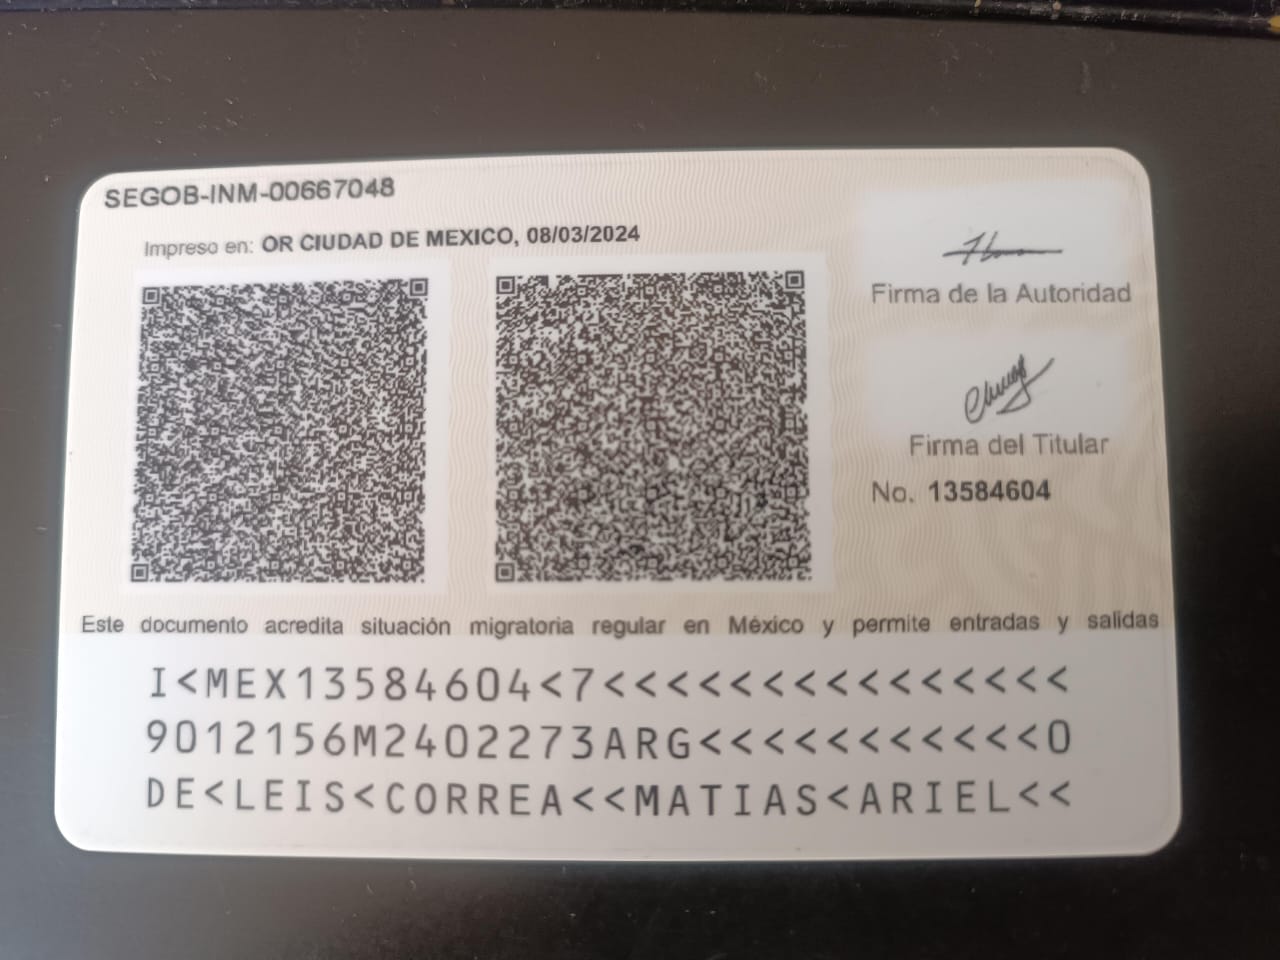 SEGOB-INM-00667048
Impreso en: OR CIUDAD DE MEXICO, 08/03/2024
Firma de la Autoridad
Firma del Titular
No. 13584604
Este documento acredita situación migratoria regular en México y permite entradas y salidas
I<MEX13584604<7<<<<<<<<<<<<<<<
9012156M2402273ARG<<<<<<<<<<<0
DE<LEIS<CORREA<<MATIAS<ARIEL<<